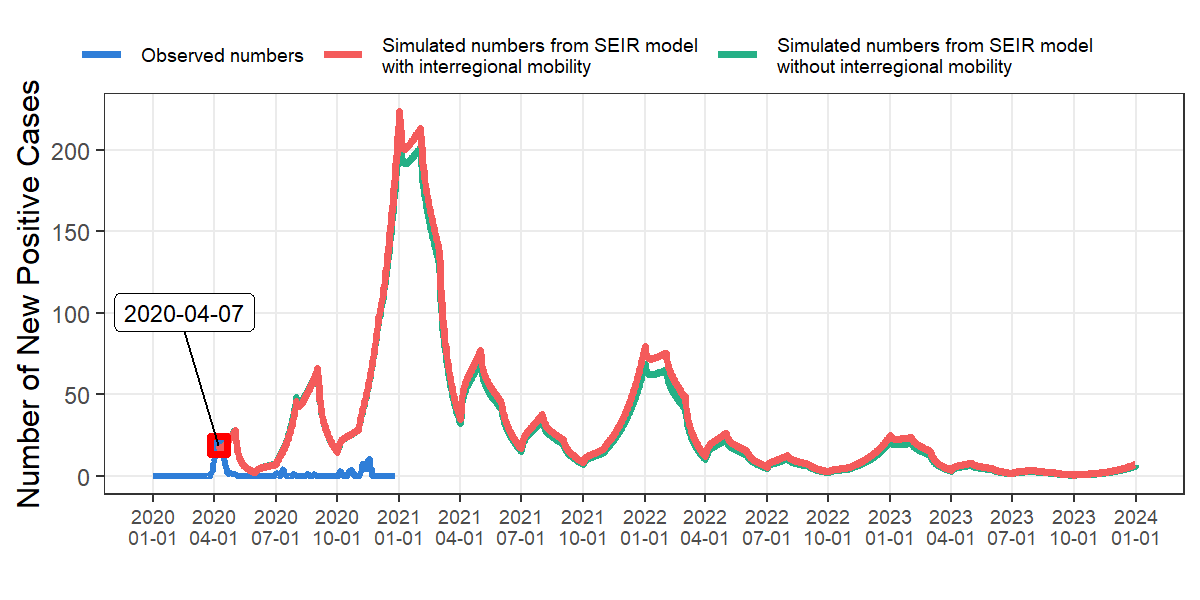 Observed numbers
Simulated numbers from SEIR model
with interregional mobility
Simulated numbers from SEIR model
without interregional mobility
Number of New Positive Cases
200
150
100
50
0
2020-04-07
2020 2020 2020 2020 2021 2021 2021 2021 2022 2022 2022 2022 2023 2023 2023 2023 2024
01-01 04-01 07-01 10-01 01-01 04-01 07-01 10-01 01-01 04-01 07-01 10-01 01-01 04-01 07-01 10-01 01-01